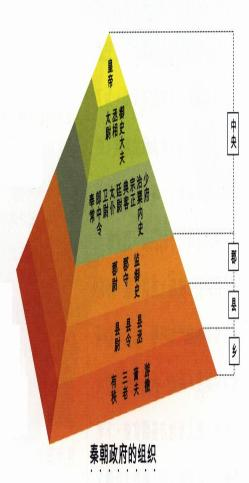 皇帝
太尉
丞相
御史大夫
奉常
郎中令
卫尉
太仆
廷尉
典客
宗正
治粟内史
少府
郡尉
郡守
监御史
县尉
县令
县丞
有秩
三老
啬夫
游徼
中央
郡
县
乡
秦朝政府的组织